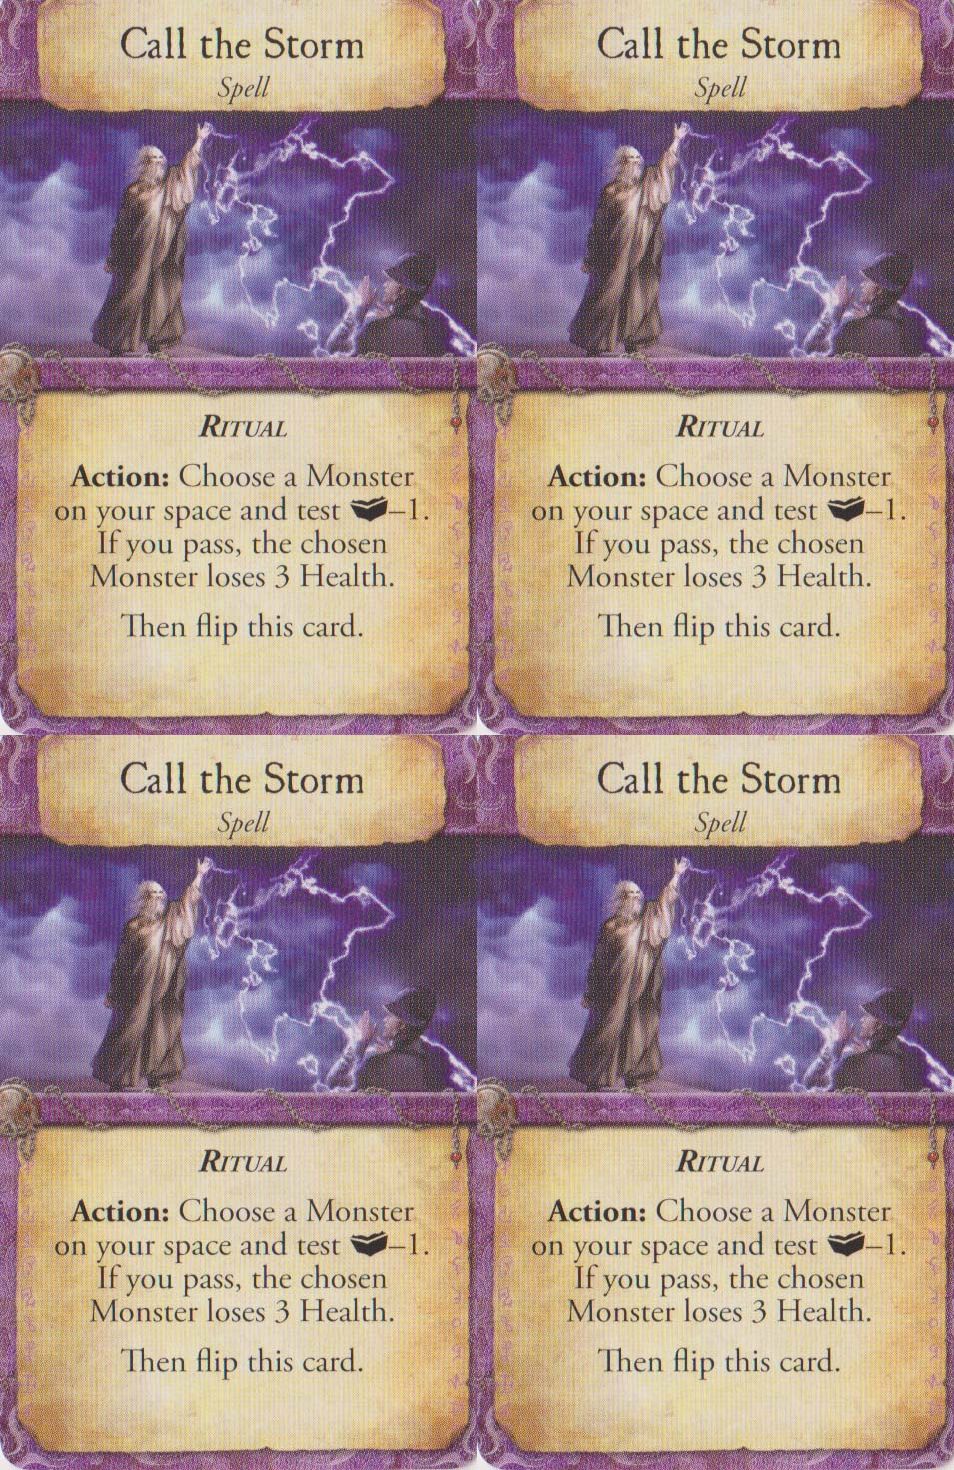 Call the Storm
Spell
RITUAL
Action: Choose a Monster
on your space and test –1.
If you pass, the chosen
Monster loses 3 Health.
Then flip this card.
Call the Storm
Spell
RITUAL
Action: Choose a Monster
on your space and test –1.
If you pass, the chosen
Monster loses 3 Health.
Then flip this card.
Call the Storm
Spell
RITUAL
Action: Choose a Monster
on your space and test –1.
If you pass, the chosen
Monster loses 3 Health.
Then flip this card.
Call the Storm
Spell
RITUAL
Action: Choose a Monster
on your space and test –1.
If you pass, the chosen
Monster loses 3 Health.
Then flip this card.